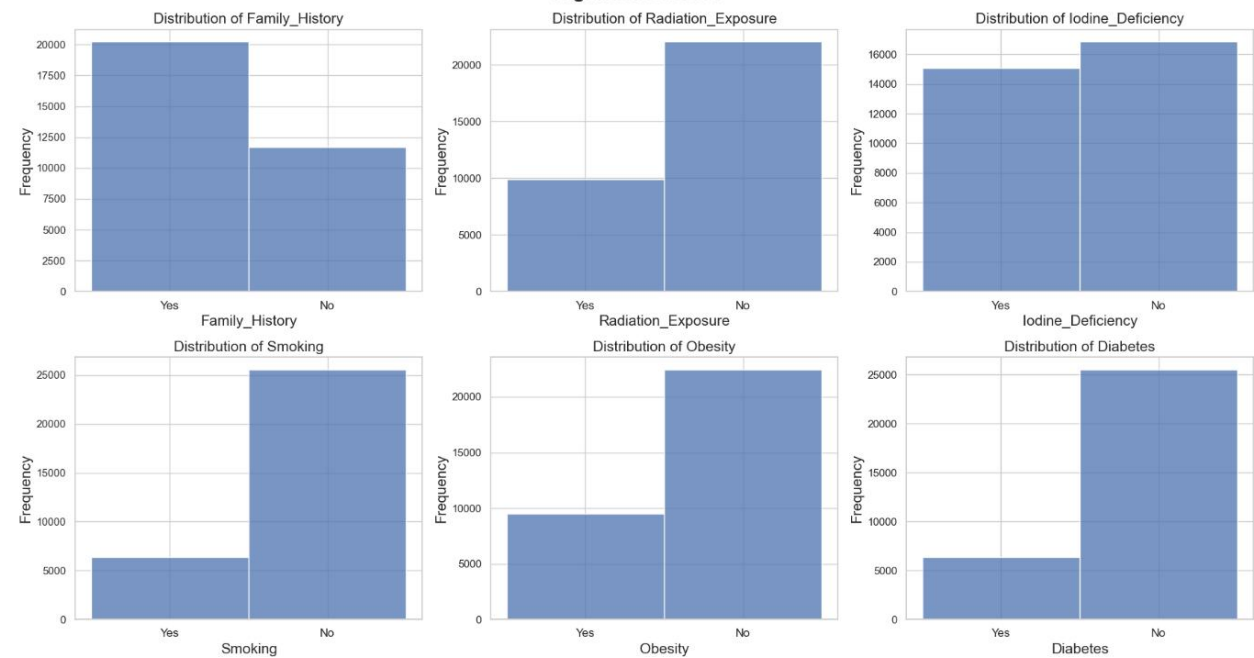 Distribution of Family_History
Frequency
20000
17500
15000
12500
10000
7500
5000
2500
0
Yes No
Family_History
Distribution of Radiation_Exposure
Frequency
20000
15000
10000
5000
0
Yes No
Radiation_Exposure
Distribution of Iodine_Deficiency
Frequency
16000
14000
12000
10000
8000
6000
4000
2000
0
Yes No
Iodine_Deficiency
Distribution of Smoking
Frequency
25000
20000
15000
10000
5000
0
Yes No
Smoking
Distribution of Obesity
Frequency
20000
15000
10000
5000
0
Yes No
Obesity
Distribution of Diabetes
Frequency
25000
20000
15000
10000
5000
0
Yes No
Diabetes